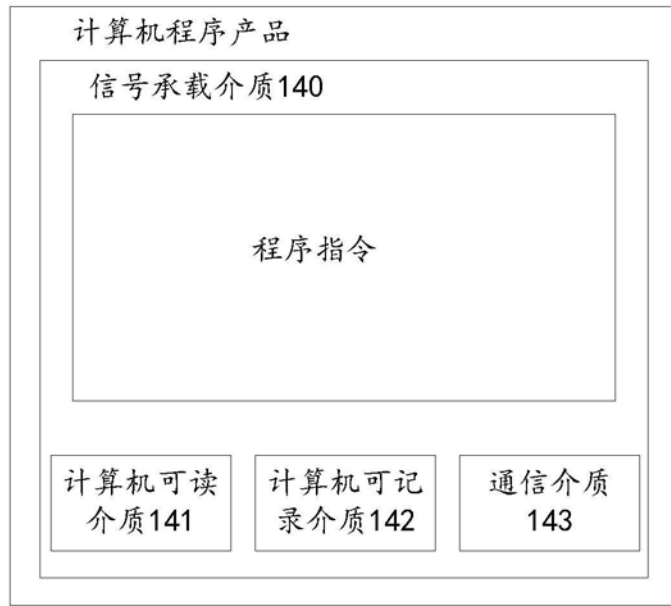 计算机程序产品
信号承载介质140
程序指令
计算机可读
介质141
计算机可记
录介质142
通信介质
143